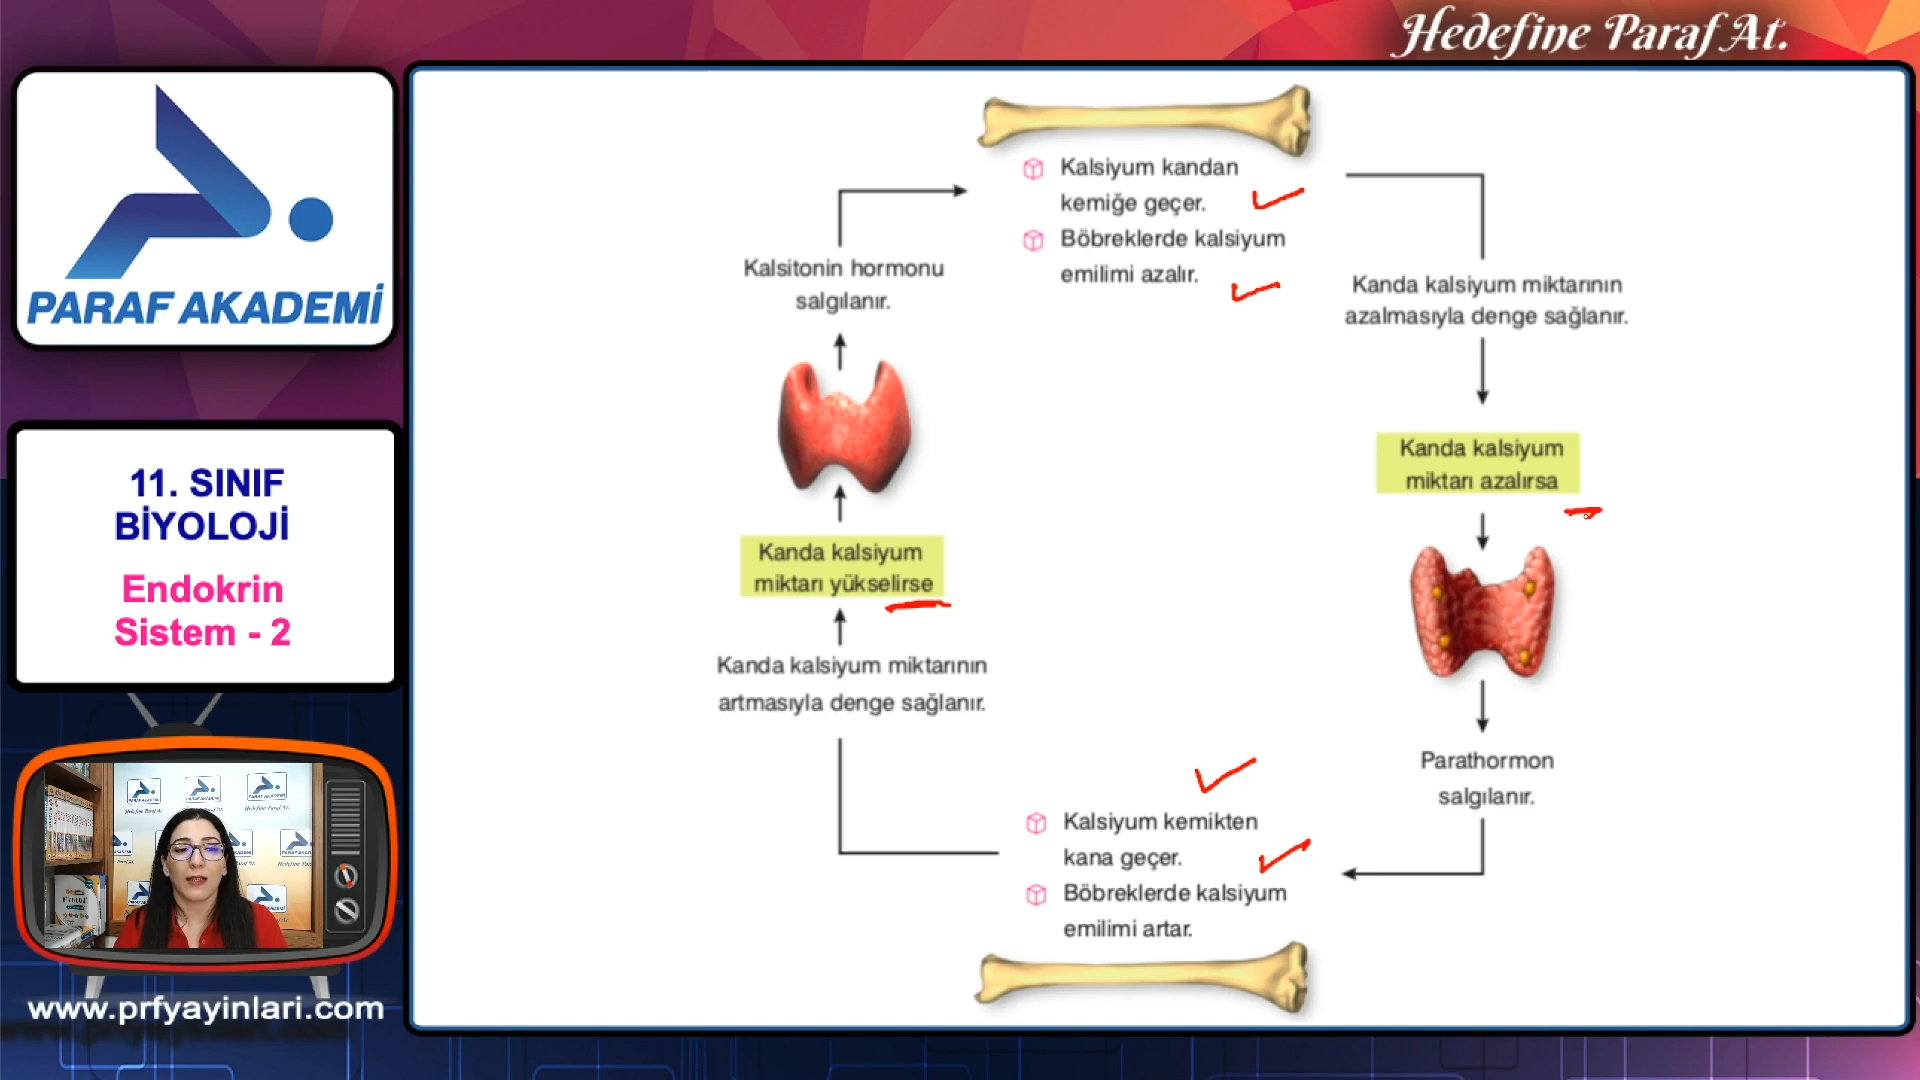 Hedefine Paraf At.
PARAF AKADEMİ
11. SINIF
BİYOLOJİ
Endokrin
Sistem - 2
www.prfyayinlari.com
Kalsiyum kandan
kemiğe geçer.
Böbreklerde kalsiyum
emilimi azalır.
Kalsitonin hormonu
salgılanır.
Kanda kalsiyum miktarının
azalmasıyla denge sağlanır.
Kanda kalsiyum
miktarı azalırsa
Kanda kalsiyum
miktarı yükselirse
Kanda kalsiyum miktarının
artmasıyla denge sağlanır.
Parathormon
salgılanır.
Kalsiyum kemikten
kana geçer.
Böbreklerde kalsiyum
emilimi artar.